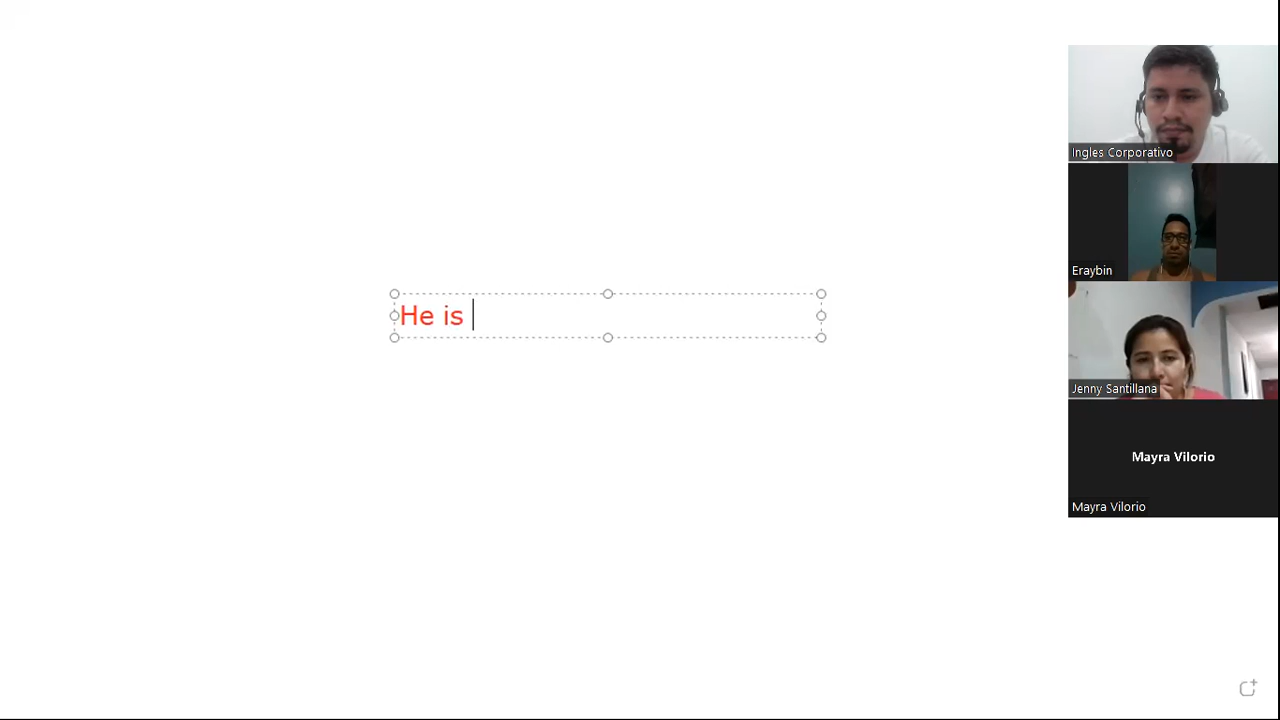 He is
Ingles Corporativo
Eraybin
Jenny Santillana
Mayra Vilorio
Mayra Vilorio